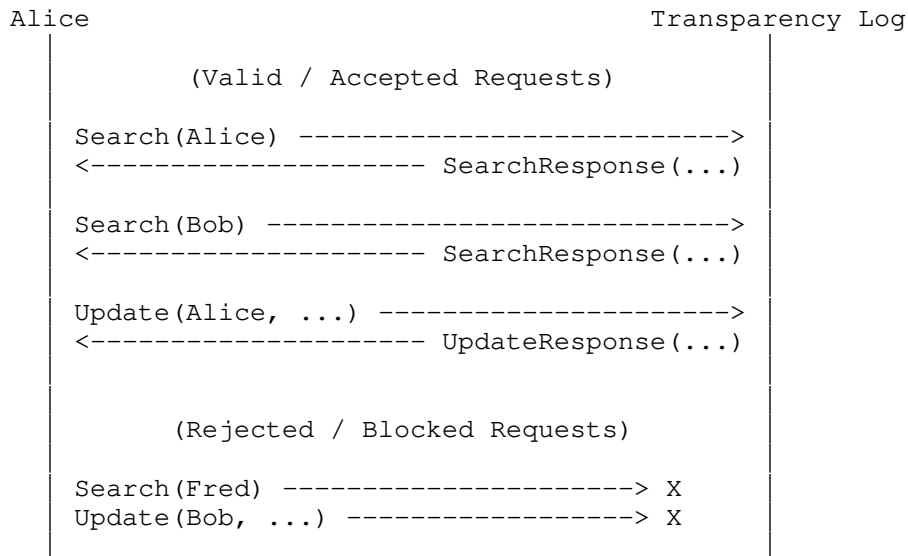 Alice Transparency Log
(Valid / Accepted Requests)
Search(Alice) --------------------------->
<--------------------- SearchResponse(...)
Search(Bob) ----------------------------->
<--------------------- SearchResponse(...)
Update(Alice, ...) ---------------------->
<--------------------- UpdateResponse(...)
(Rejected / Blocked Requests)
Search(Fred) ----------------------> X
Update(Bob, ...) ------------------> X